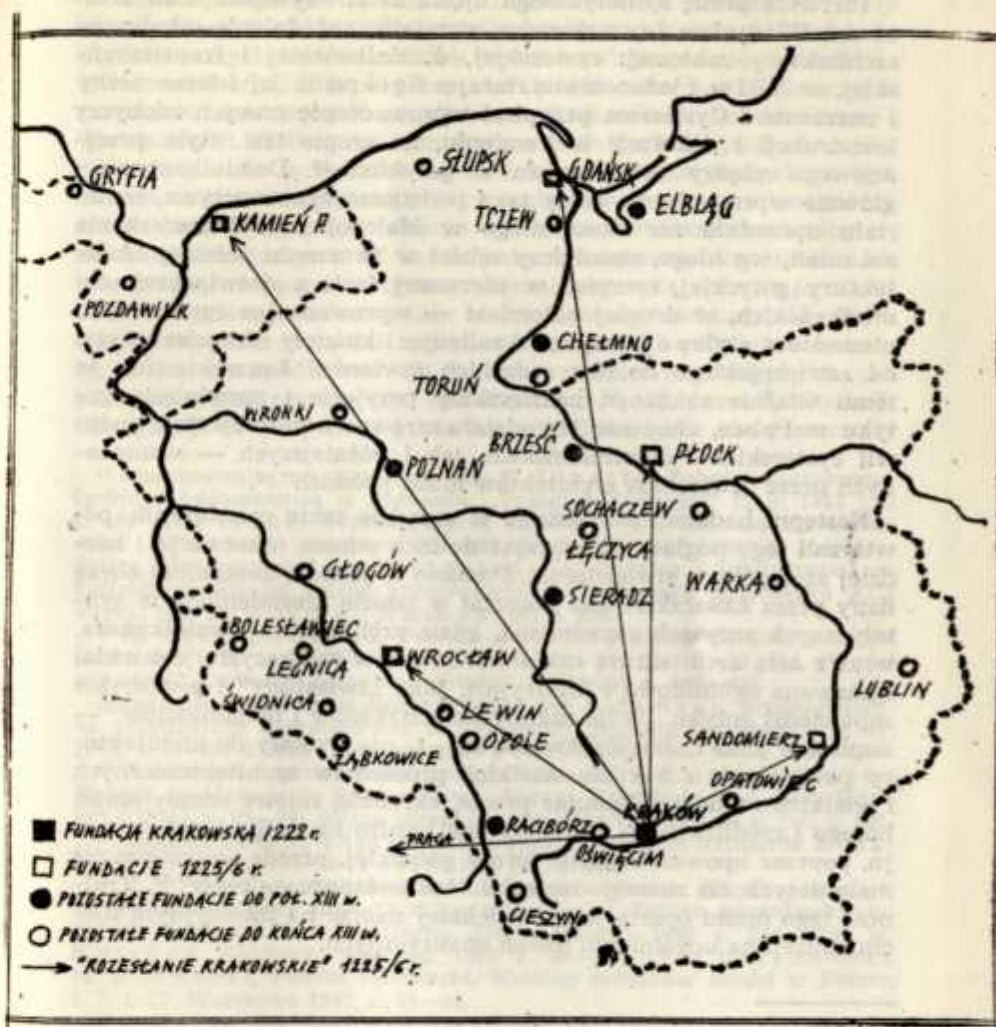 GRYFIA
SŁUPSK
GDAŃSK
KAMIEŃ P.
TCZEW
ELBLĄG
POZDAWILK
CHEŁMNO
TORUŃ
WRONKI
BRZEŚĆ
PŁOCK
POZNAŃ
SOCHACZEW
ŁĘCZYCA
GŁOGÓW
SIERADZ
WARKA
BOLESŁAWIEC
LEGNICA
WROCŁAW
LUBLIN
ŚWIDNICA
LEWIN
ZĄBKOWICE
OPOLE
SANDOMIERZ
OPATOWIEC
KRAKÓW
RACIBÓRZ
PRAGA
OŚWIĘCIM
CIESZYN
FUNDACJA KRAKOWSKA 1222 r.
FUNDACJE 1225/6 r.
POZOSTAŁE FUNDACJE DO POŁ. XIII w.
POZOSTAŁE FUNDACJE DO KOŃCA XIII w.
"ROZESŁANIE KRAKOWSKIE" 1225/6 r.